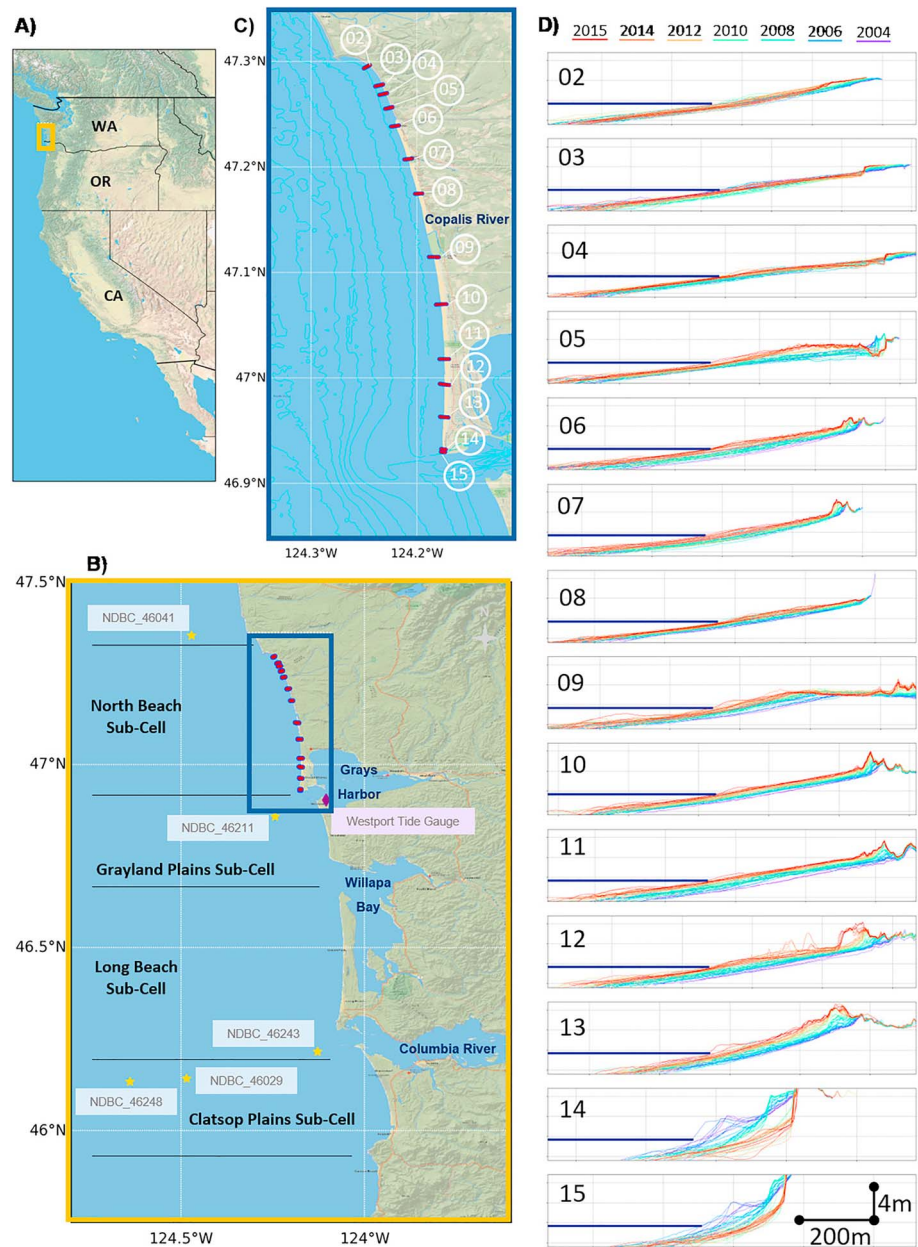 A)
WA
OR
CA
C)
02
03
04
05
06
07
08
Copalis River
09
10
11
12
13
14
15
47.3°N
47.2°N
47.1°N
47°N
46.9°N
124.3°W
124.2°W
B)
47.5°N
47°N
46.5°N
46°N
124.5°W
124°W
NDBC_46041
N
North Beach
Sub-Cell
Grays
Harbor
Westport Tide Gauge
NDBC_46211
Grayland Plains Sub-Cell
Willapa
Bay
Long Beach
Sub-Cell
NDBC_46243
Columbia River
NDBC_46029
NDBC_46248
Clatsop Plains Sub-Cell
D)
2015 2014 2012 2010 2008 2006 2004
02
03
04
05
06
07
08
09
10
11
12
13
14
15
4m
200m